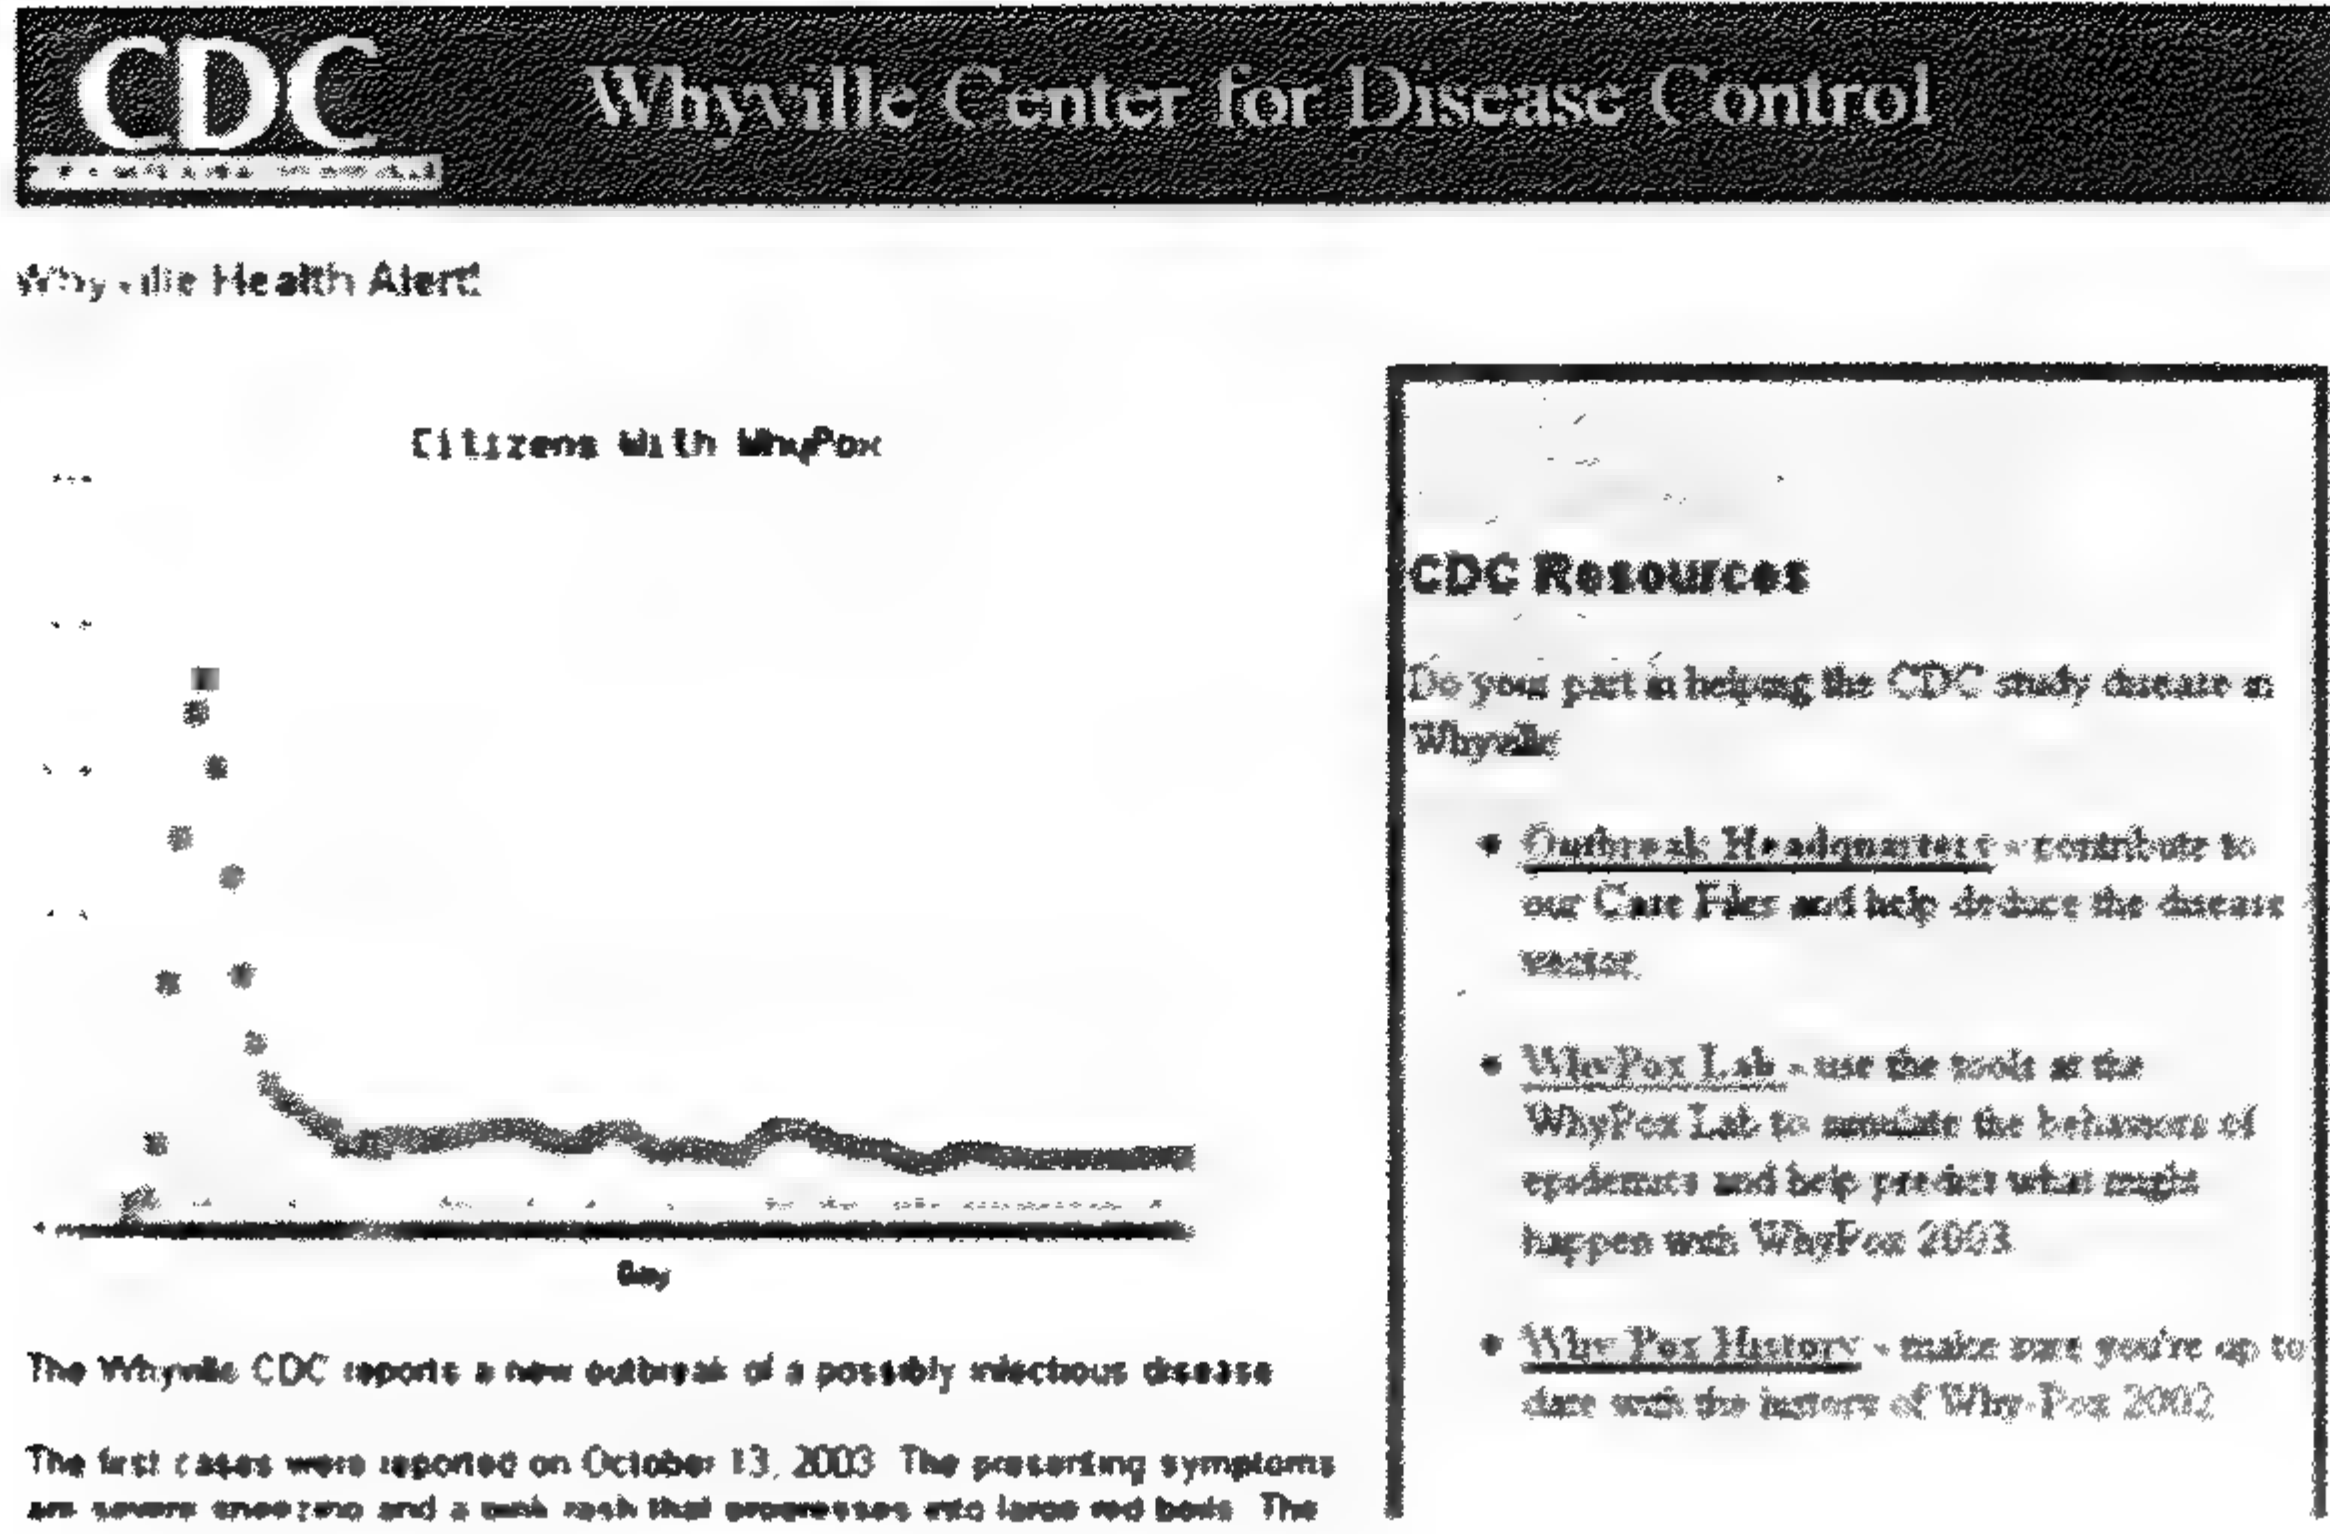 CDC
Whyville Center for Disease Control
Whyville Health Alert!
Citizens With WhyPox
Day
The Whyville CDC reports a new outbreak of a possibly infectious disease
The first cases were reported on October 13, 2003 The presenting symptoms
are severe sneezing and a pink rash that progresses into large red boils The
CDC Resources
Do your part in helping the CDC study disease in
Whyville
• Outbreak Headquarters - contribute to
our Case Files and help deduce the disease
vector.
• WhyPox Lab - use the tools at the
WhyPox Lab to simulate the behaviors of
epidemics and help predict what might
happen with WhyPox 2003
• Why Pox History - make sure you're up to
date with the history of Why-Pox 2002